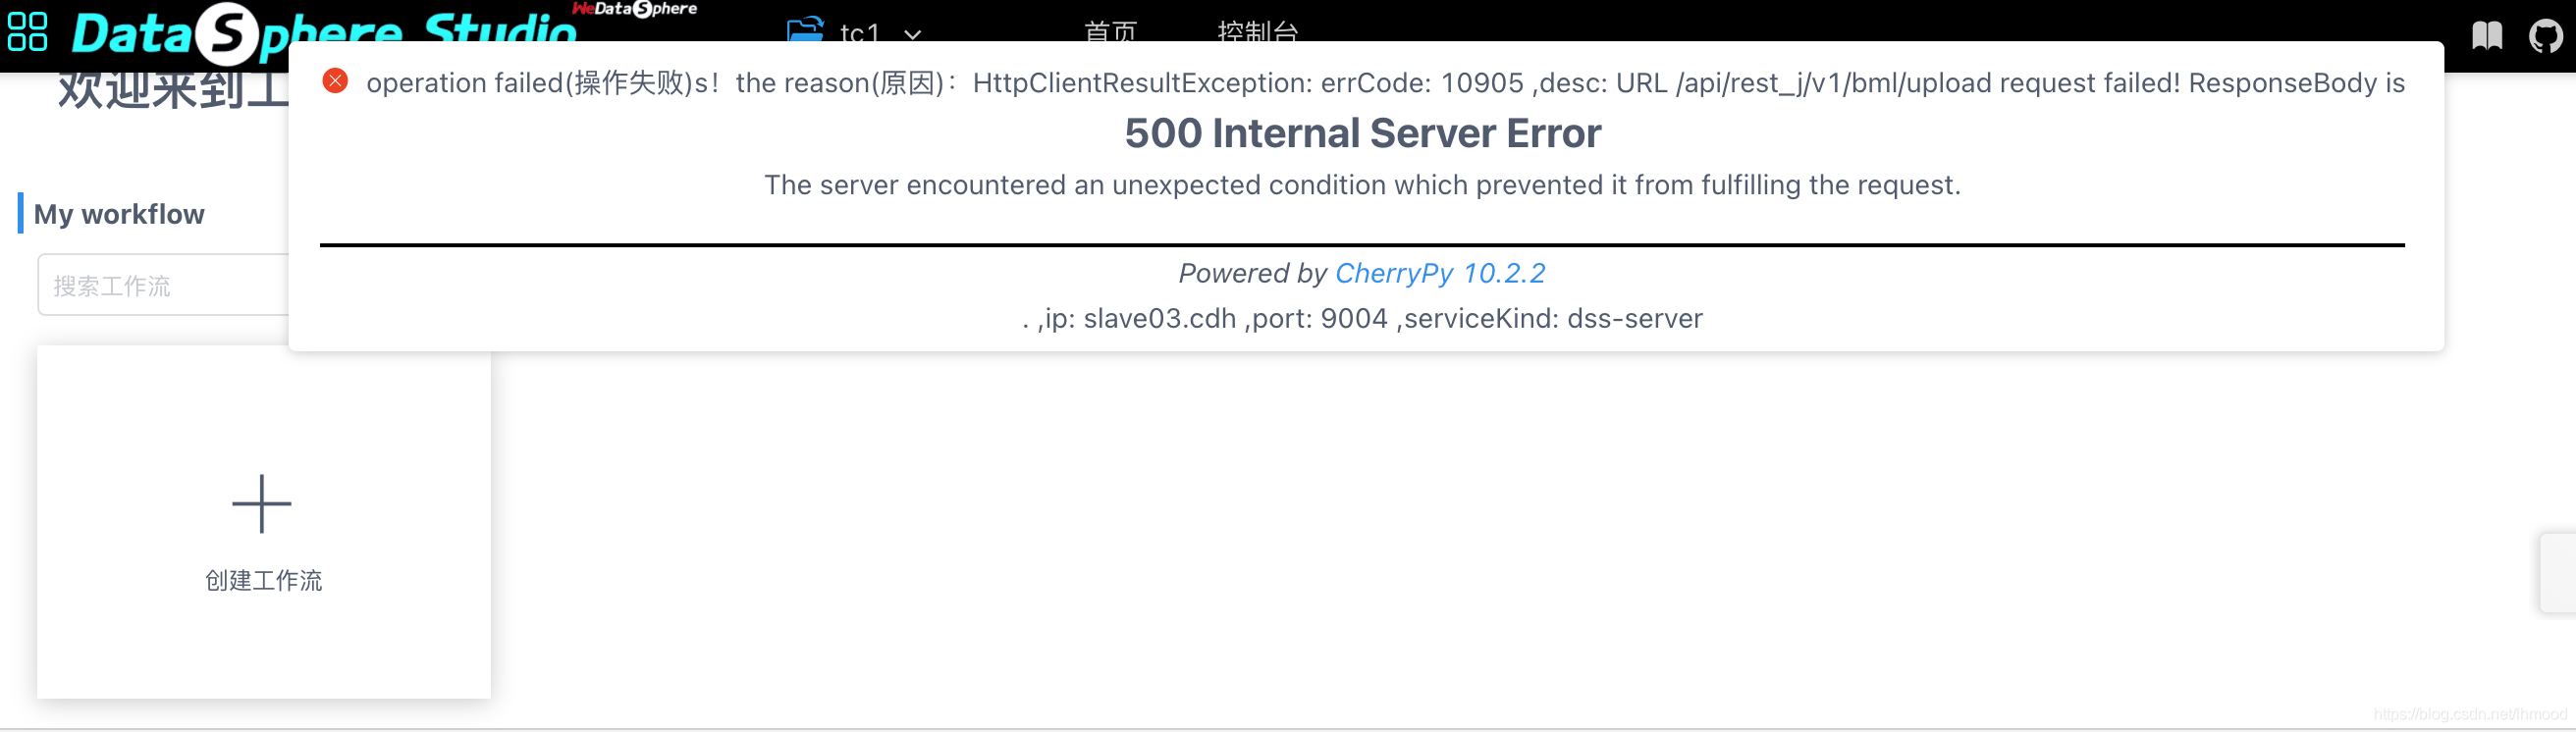 WeDataSphere
DataSphere Studio
tc1
首页
控制台
欢迎来到工
operation failed(操作失败)s！the reason(原因)：HttpClientResultException: errCode: 10905 ,desc: URL /api/rest_j/v1/bml/upload request failed! ResponseBody is
500 Internal Server Error
The server encountered an unexpected condition which prevented it from fulfilling the request.
Powered by CherryPy 10.2.2
. ,ip: slave03.cdh ,port: 9004 ,serviceKind: dss-server
My workflow
搜索工作流
创建工作流
https://blog.csdn.net/lhmood